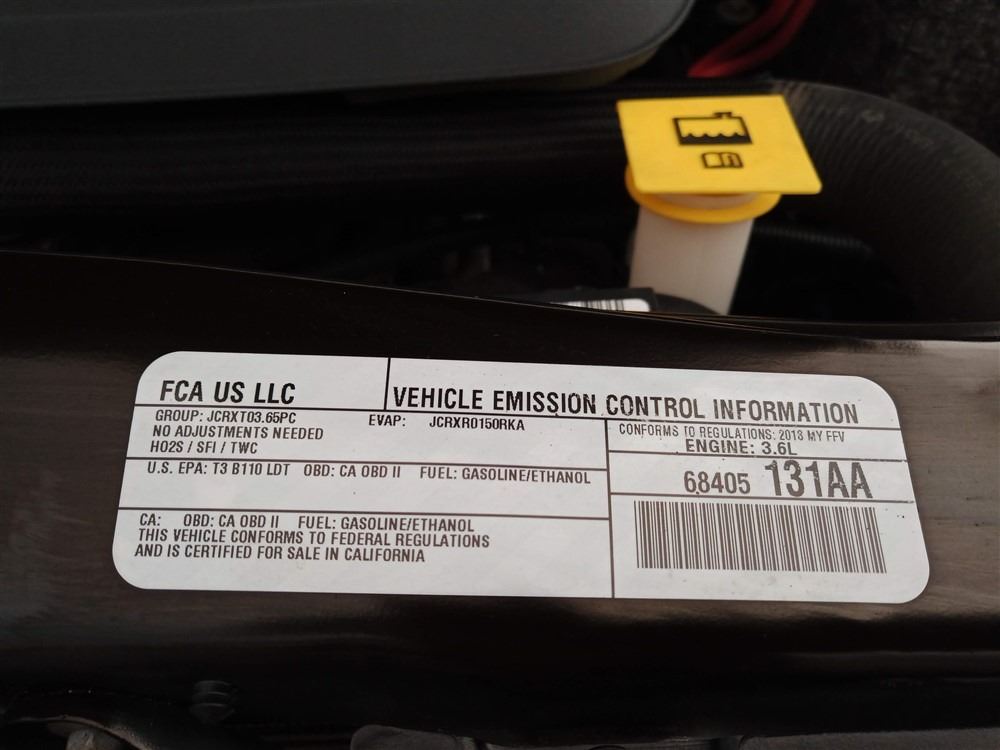 FCA US LLC
VEHICLE EMISSION CONTROL INFORMATION
GROUP: JCRXT03.65PC EVAP: JCRXR0150RKA
NO ADJUSTMENTS NEEDED
HO2S / SFI / TWC
CONFORMS TO REGULATIONS: 2018 MY FFV
ENGINE: 3.6L
U.S. EPA: T3 B110 LDT OBD: CA OBD II FUEL: GASOLINE/ETHANOL
68405 131AA
CA: OBD: CA OBD II FUEL: GASOLINE/ETHANOL
THIS VEHICLE CONFORMS TO FEDERAL REGULATIONS
AND IS CERTIFIED FOR SALE IN CALIFORNIA